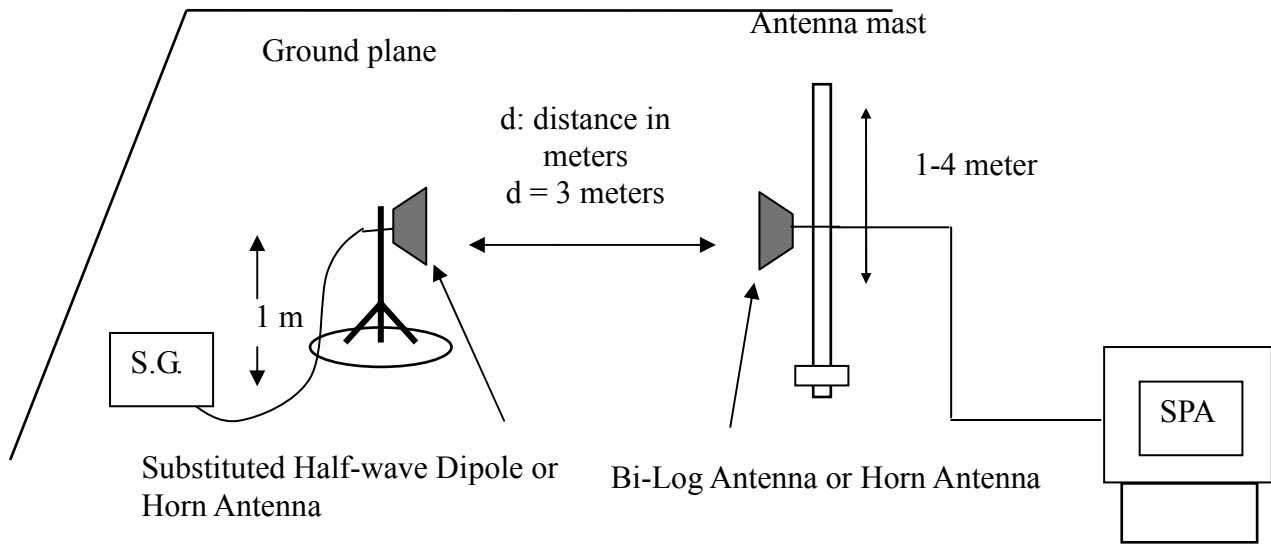 Antenna mast
Ground plane
d: distance in
meters
d = 3 meters
1-4 meter
1 m
S.G.
SPA
Substituted Half-wave Dipole or
Horn Antenna
Bi-Log Antenna or Horn Antenna